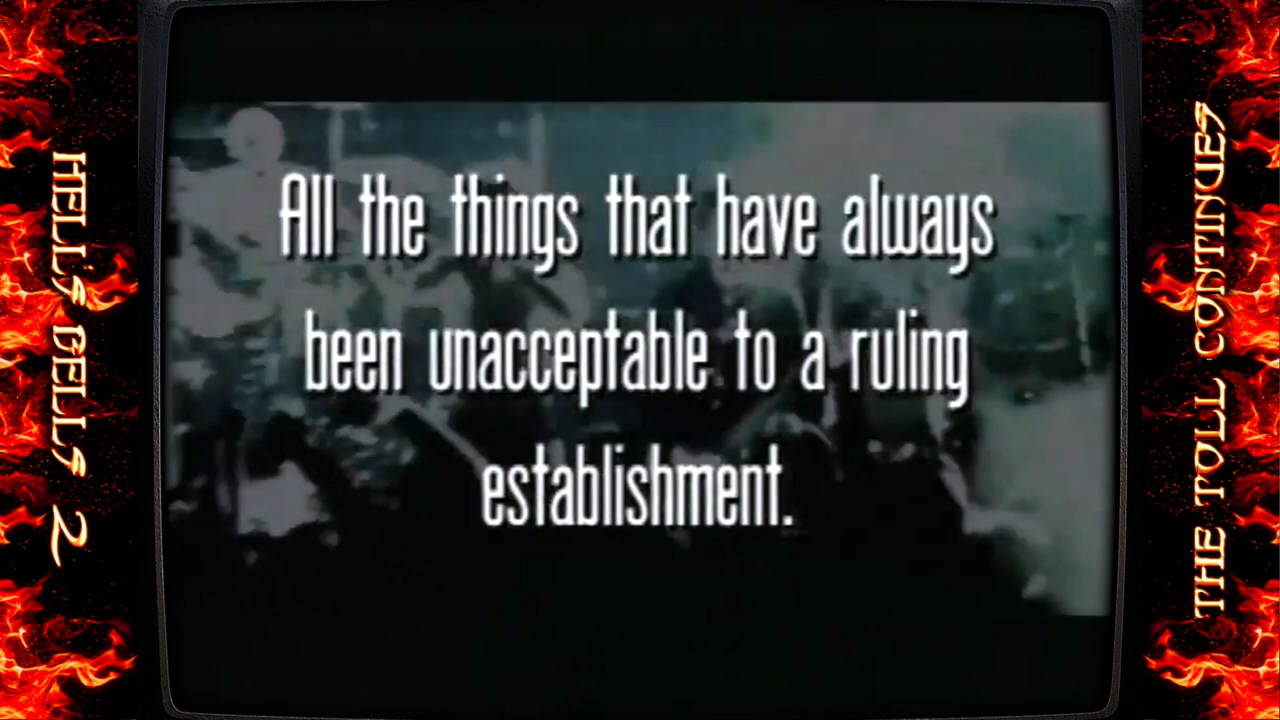 HELL'S BELLS 2
All the things that have always
been unacceptable to a ruling
establishment.
THE TOLL CONTINUES